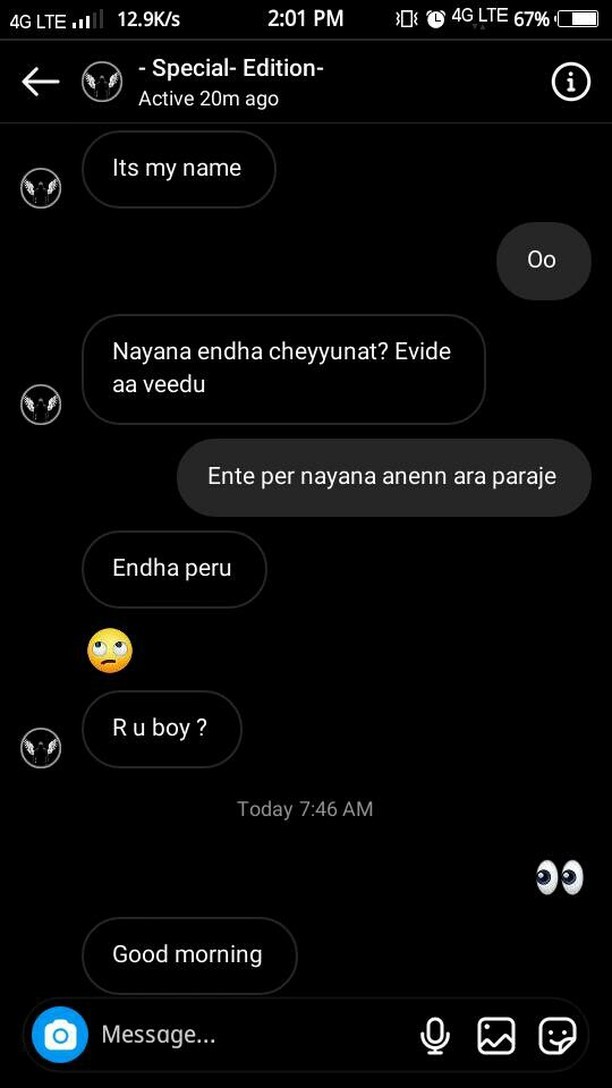 4G LTE 12.9K/s 2:01 PM 4G LTE 67%
- Special- Edition-
Active 20m ago
Its my name
Oo
Nayana endha cheyyunat? Evide
aa veedu
Ente per nayana anenn ara paraje
Endha peru
🙄
R u boy ?
Today 7:46 AM
👀
Good morning
Message...